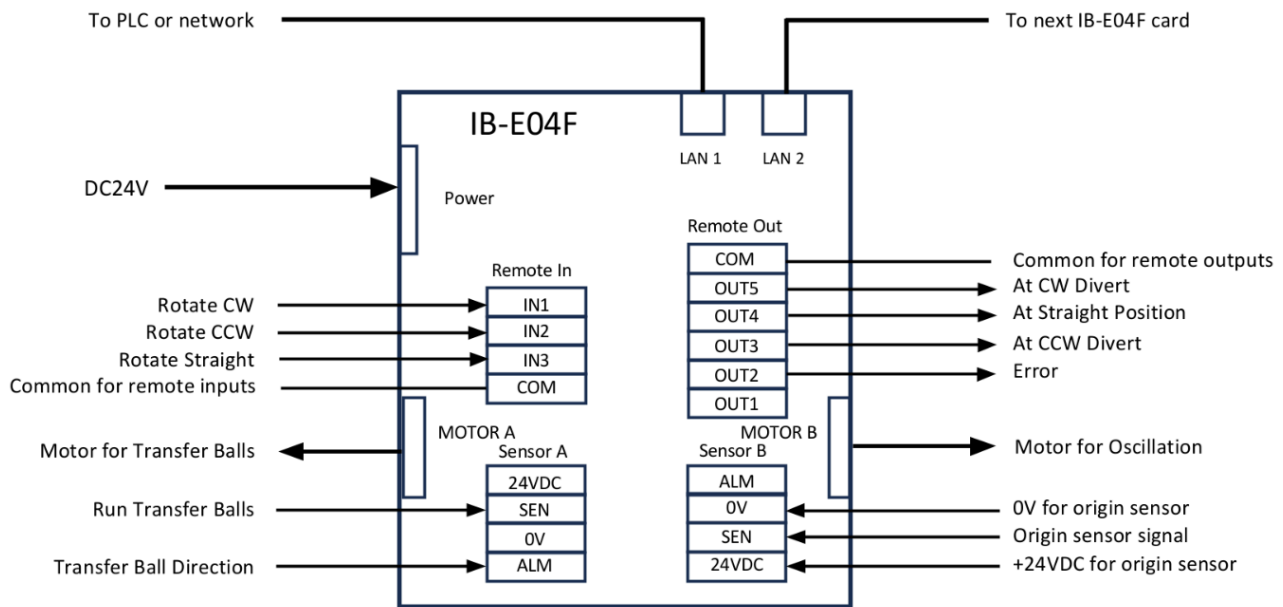 To PLC or network
To next IB-E04F card
IB-E04F
LAN 1
LAN 2
DC24V
Power
Remote Out
COM
Common for remote outputs
Remote In
OUT5
At CW Divert
Rotate CW
IN1
OUT4
At Straight Position
Rotate CCW
IN2
OUT3
At CCW Divert
Rotate Straight
IN3
OUT2
Error
Common for remote inputs
COM
OUT1
MOTOR A
MOTOR B
Motor for Transfer Balls
Sensor A
Sensor B
Motor for Oscillation
24VDC
ALM
Run Transfer Balls
SEN
0V
0V for origin sensor
0V
SEN
Origin sensor signal
Transfer Ball Direction
ALM
24VDC
+24VDC for origin sensor